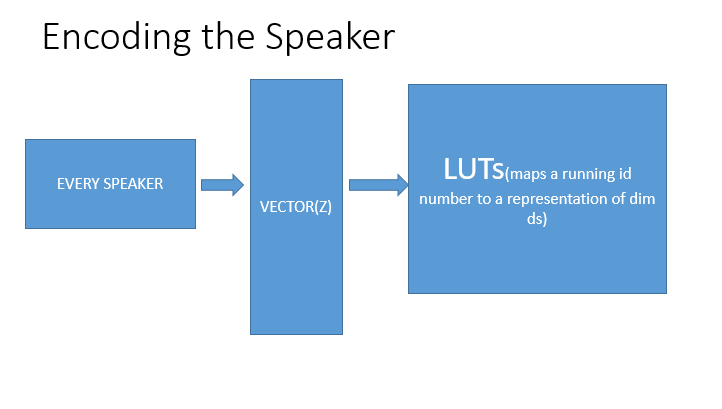 Encoding the Speaker
EVERY SPEAKER
VECTOR(Z)
LUTs(maps a running id
number to a representation of dim
ds)